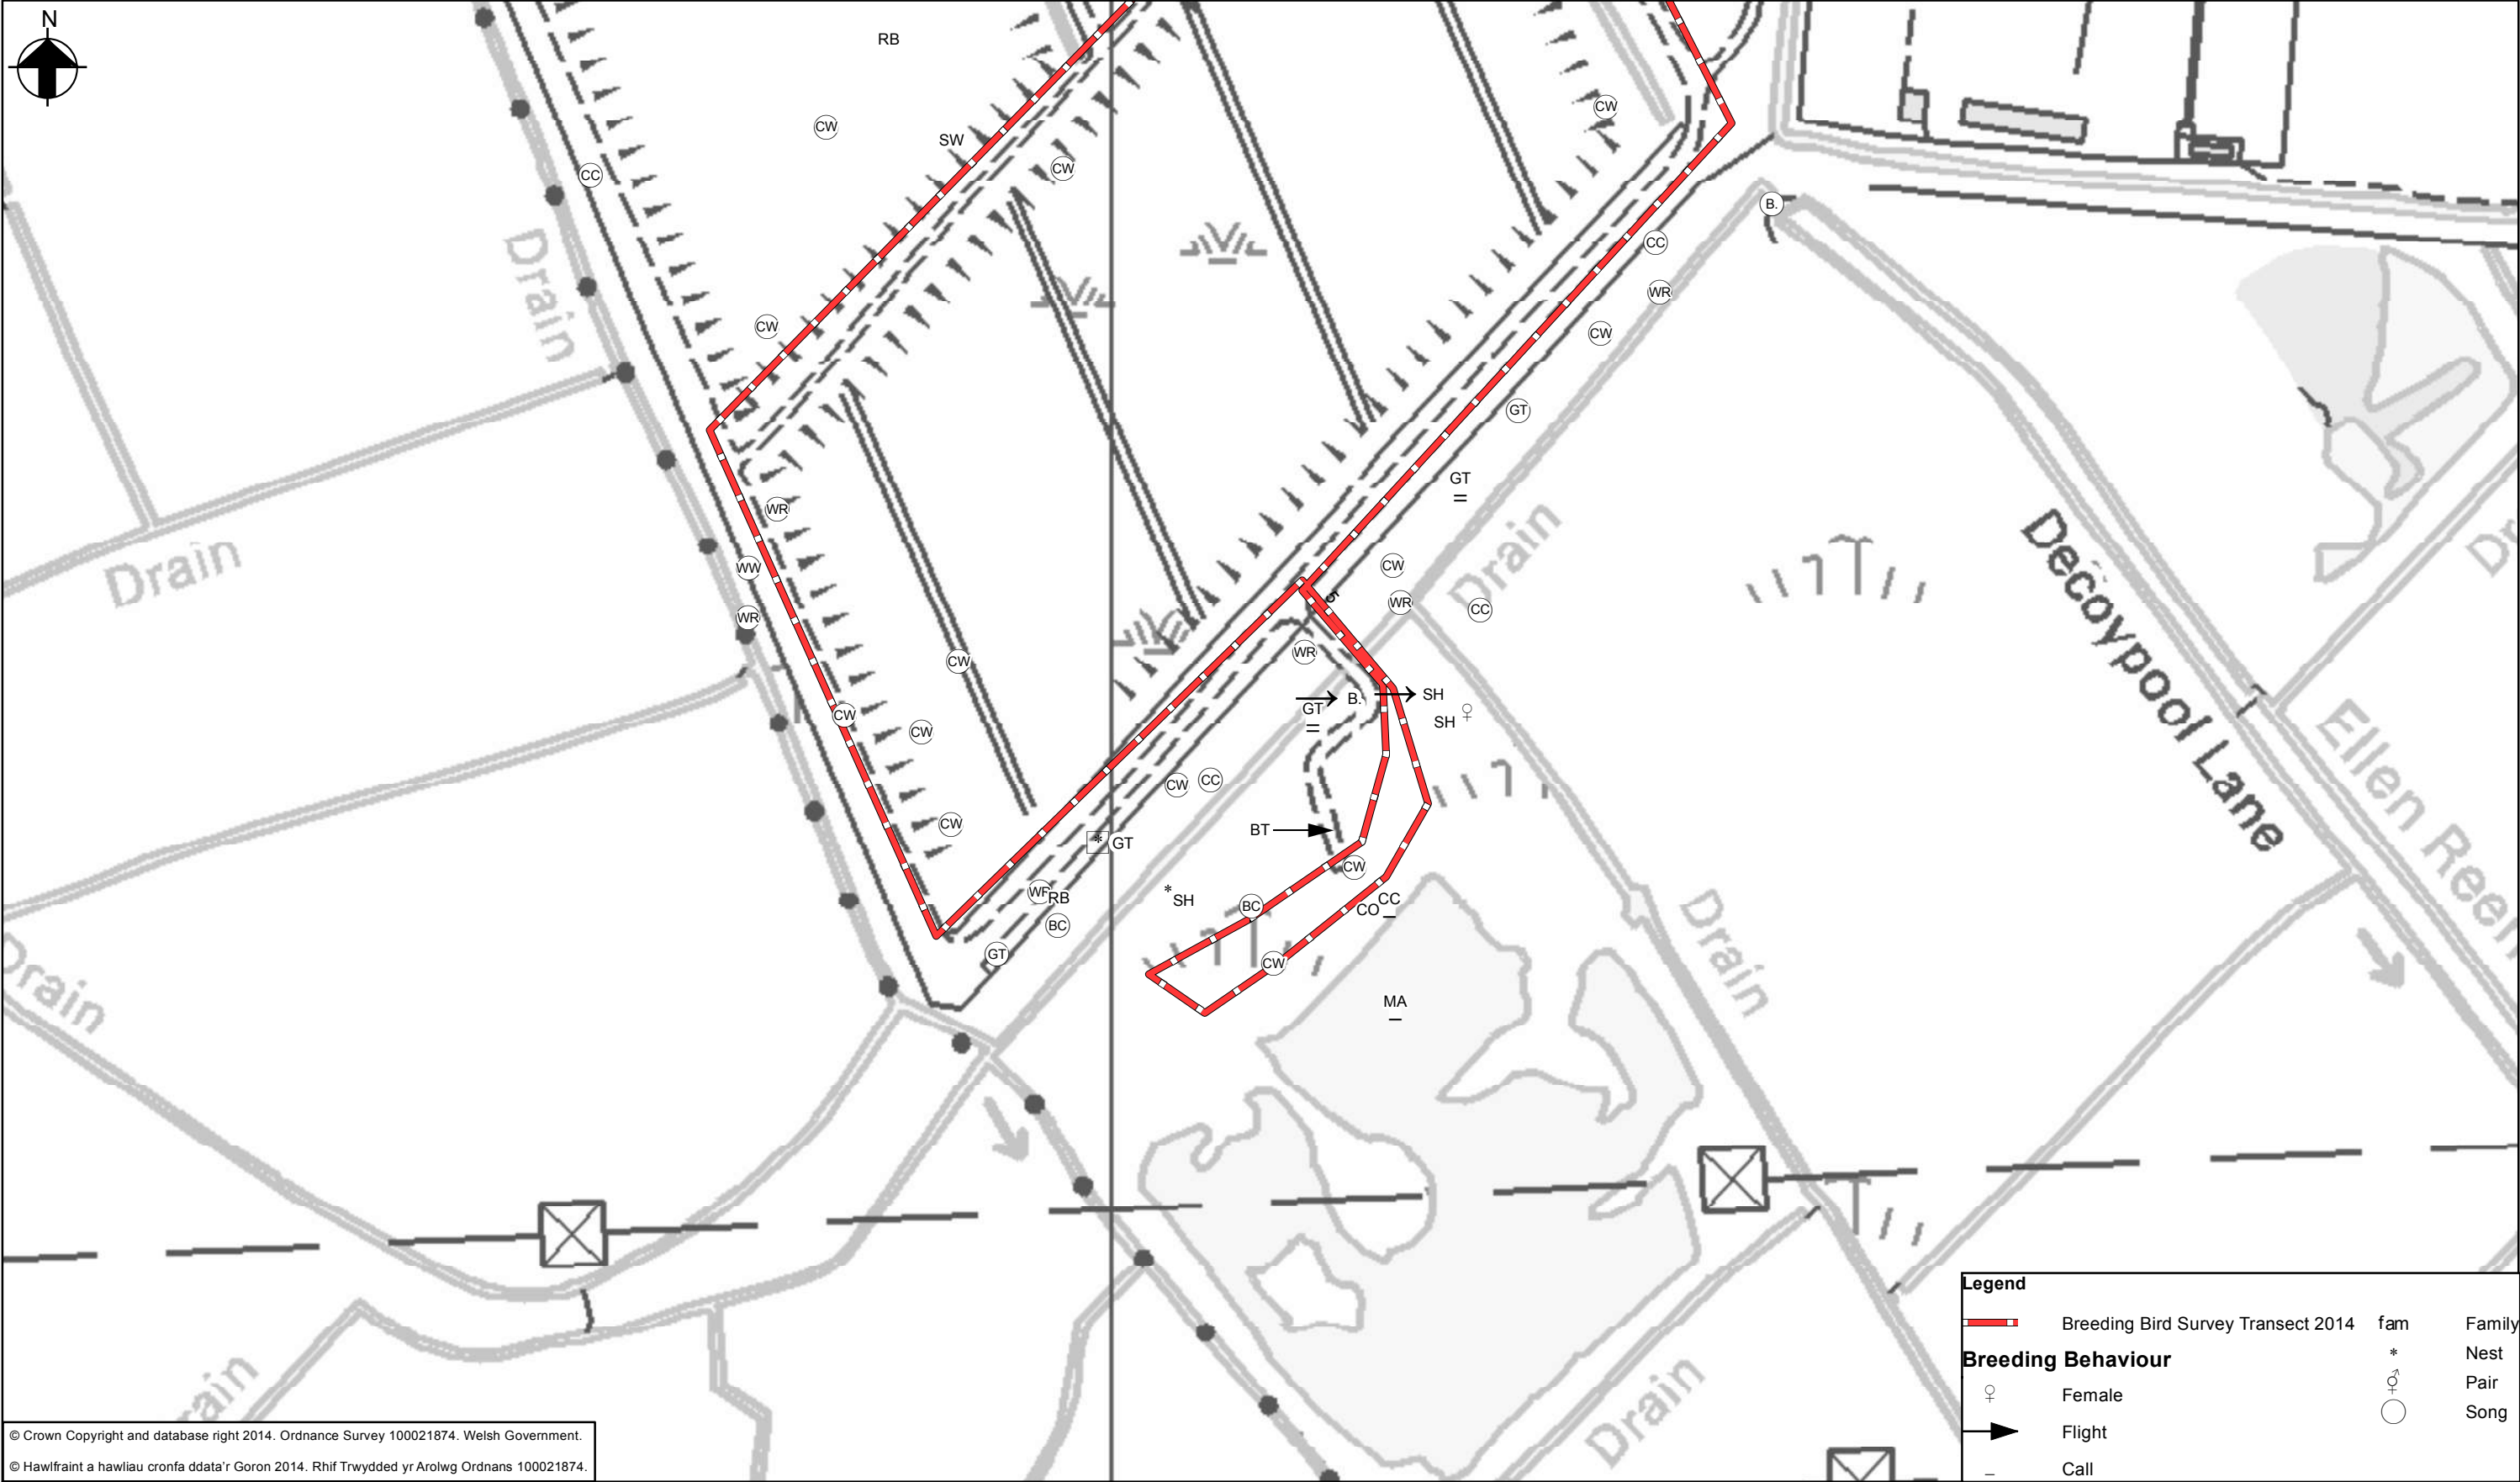 N
RB
CW
SW
CW
CW
CC
B.
Drain
CC
WR
CW
CW
GT
GT
=
WR
Drain
Drain
Decoypool Lane
WW
CW
WR
5
WR
CC
WR
CW
B.
SH
GT
=
SH ♀
CW
CW
Ellen Reen
CW
CC
CW
BT
* GT
CW
* SH
WR
RB
BC
BC
CO
CC
–
GT
CW
Drain
Drain
MA
–
Drain
rain
Legend
Breeding Bird Survey Transect 2014
fam Family
Breeding Behaviour
* Nest
Pair
♀ Female
Song
Flight
– Call
© Crown Copyright and database right 2014. Ordnance Survey 100021874. Welsh Government.
© Hawlfraint a hawliau cronfa ddata'r Goron 2014. Rhif Trwydded yr Arolwg Ordnans 100021874.